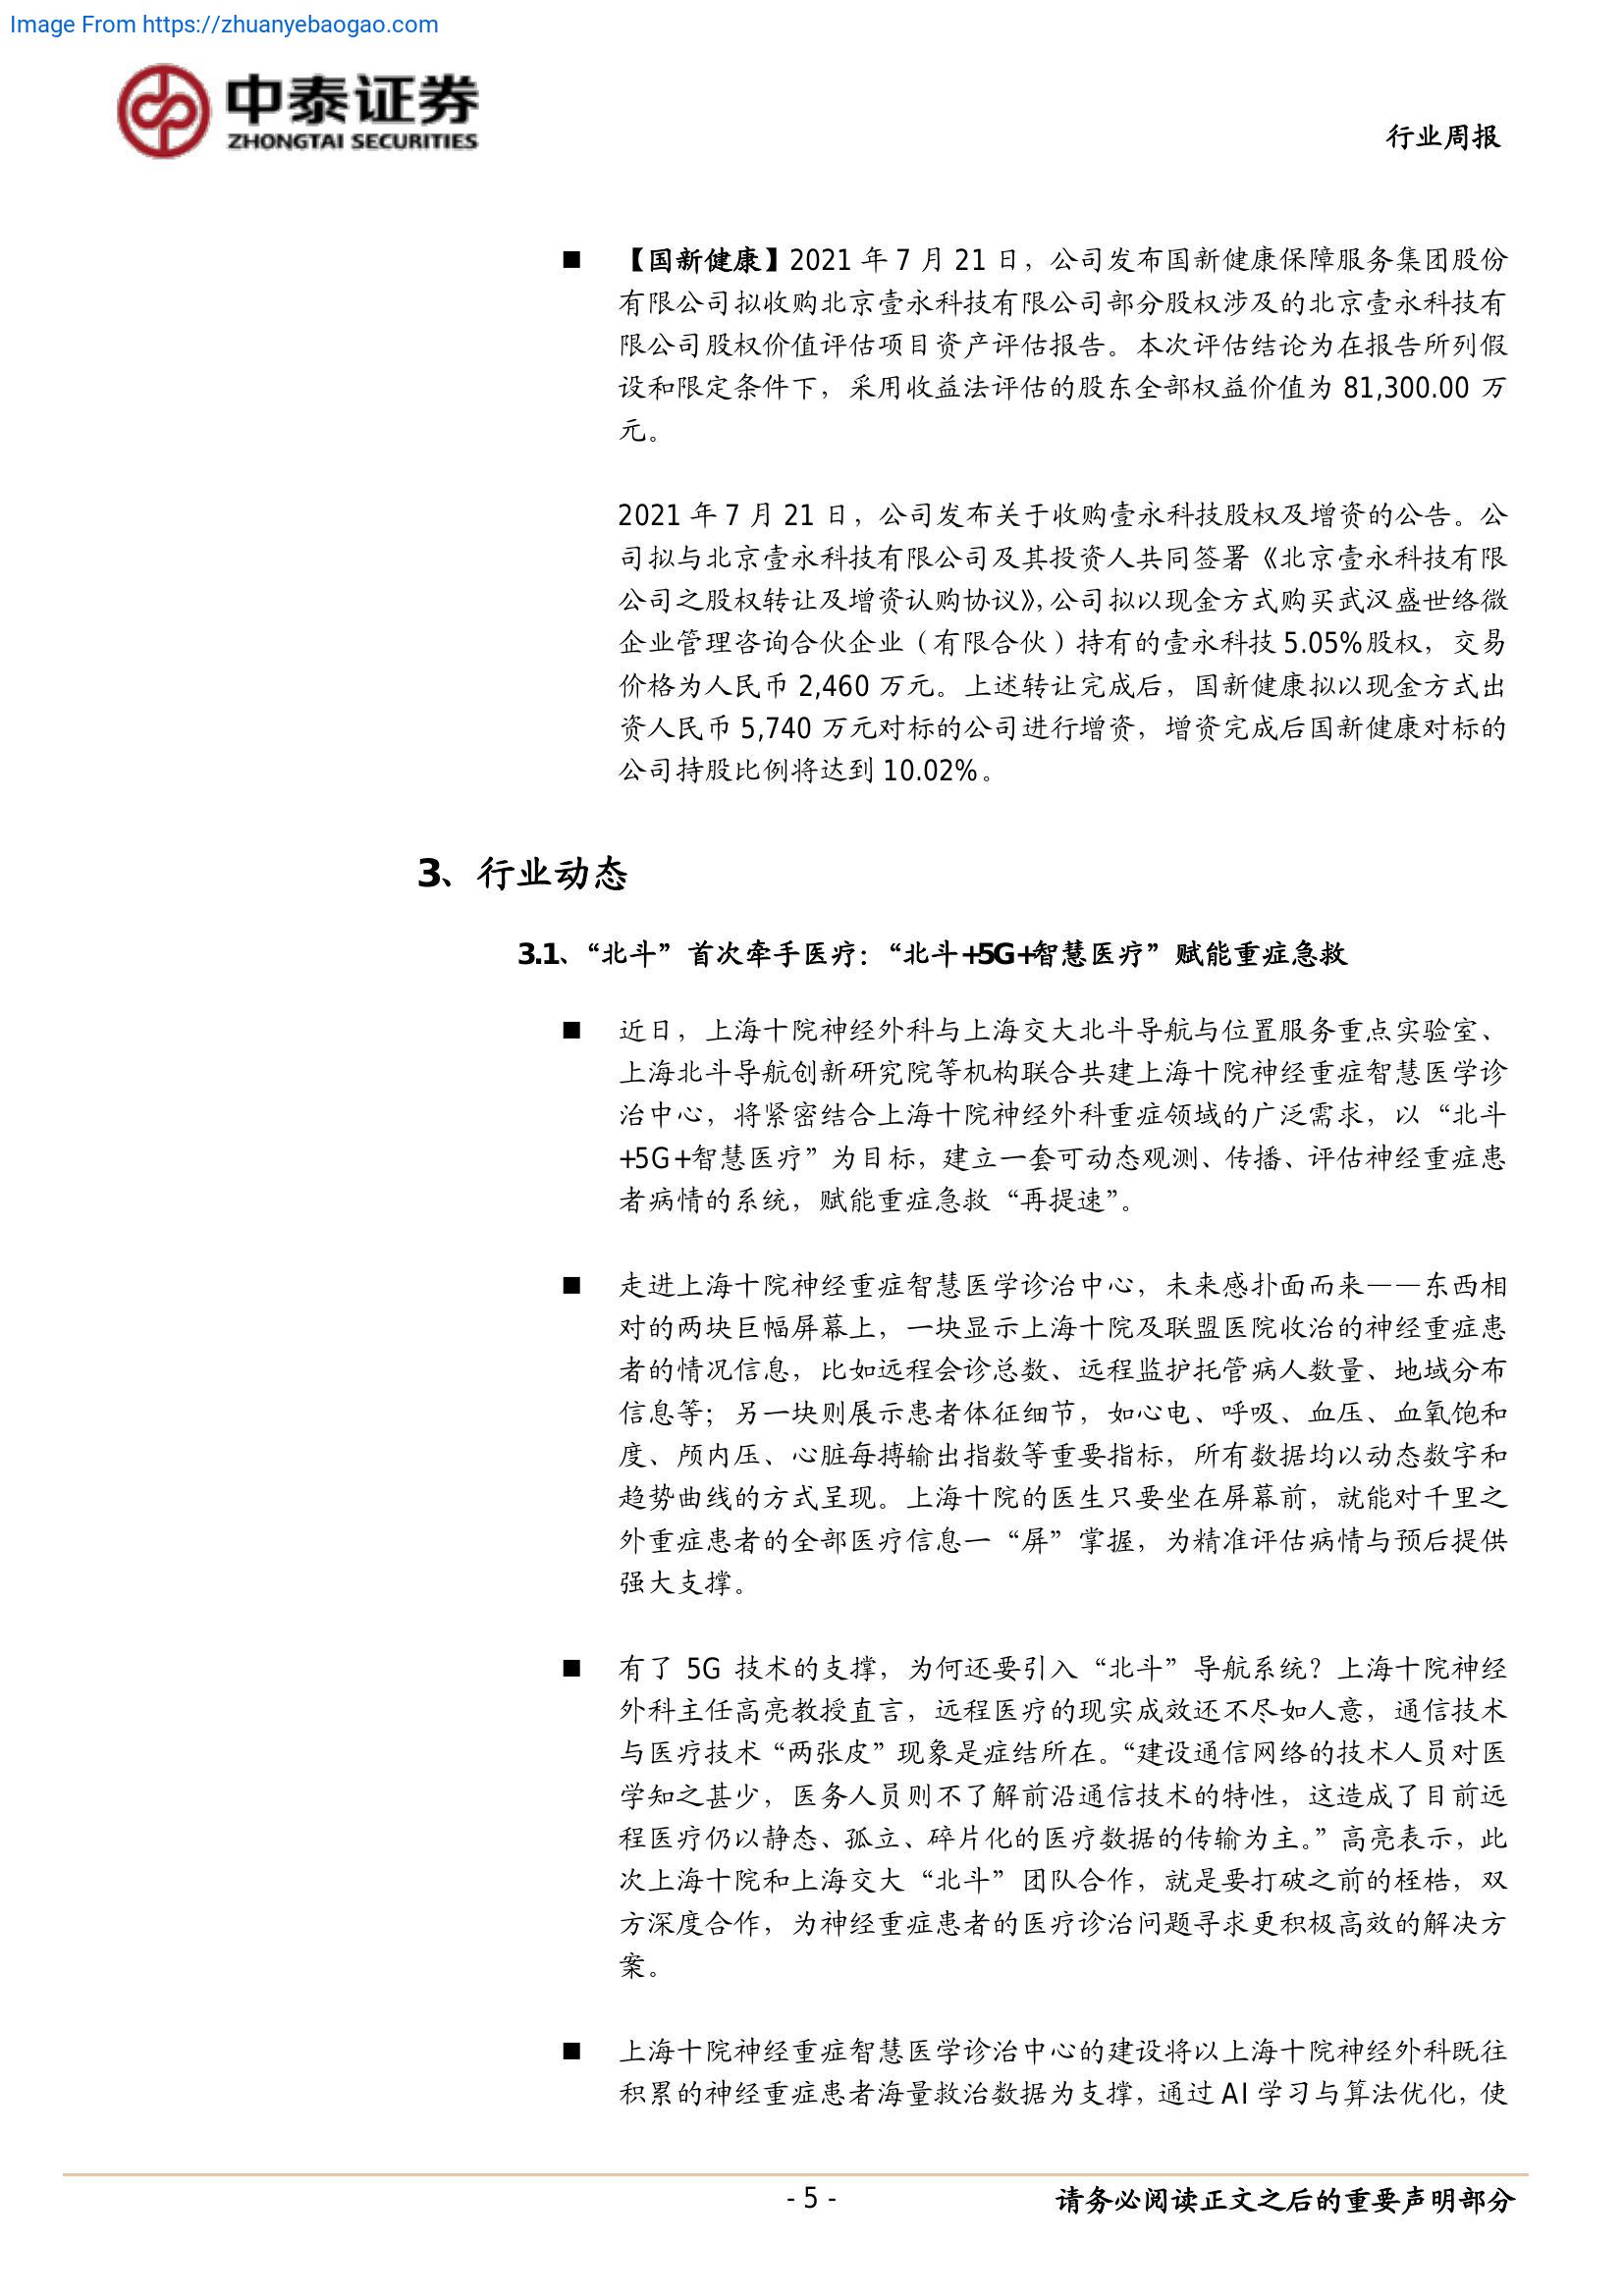 Image From https://zhuanyebaogao.com
中泰证券
ZHONGTAI SECURITIES
行业周报
■ 【国新健康】2021 年 7 月 21 日，公司发布国新健康保障服务集团股份
有限公司拟收购北京壹永科技有限公司部分股权涉及的北京壹永科技有
限公司股权价值评估项目资产评估报告。本次评估结论为在报告所列假
设和限定条件下，采用收益法评估的股东全部权益价值为 81,300.00 万
元。
2021 年 7 月 21 日，公司发布关于收购壹永科技股权及增资的公告。公
司拟与北京壹永科技有限公司及其投资人共同签署《北京壹永科技有限
公司之股权转让及增资认购协议》，公司拟以现金方式购买武汉盛世络微
企业管理咨询合伙企业（有限合伙）持有的壹永科技 5.05%股权，交易
价格为人民币 2,460 万元。上述转让完成后，国新健康拟以现金方式出
资人民币 5,740 万元对标的公司进行增资，增资完成后国新健康对标的
公司持股比例将达到 10.02%。
3、行业动态
3.1、“北斗”首次牵手医疗：“北斗+5G+智慧医疗”赋能重症急救
■ 近日，上海十院神经外科与上海交大北斗导航与位置服务重点实验室、
上海北斗导航创新研究院等机构联合共建上海十院神经重症智慧医学诊
治中心，将紧密结合上海十院神经外科重症领域的广泛需求，以“北斗
+5G+智慧医疗”为目标，建立一套可动态观测、传播、评估神经重症患
者病情的系统，赋能重症急救“再提速”。
■ 走进上海十院神经重症智慧医学诊治中心，未来感扑面而来——东西相
对的两块巨幅屏幕上，一块显示上海十院及联盟医院收治的神经重症患
者的情况信息，比如远程会诊总数、远程监护托管病人数量、地域分布
信息等；另一块则展示患者体征细节，如心电、呼吸、血压、血氧饱和
度、颅内压、心脏每搏输出指数等重要指标，所有数据均以动态数字和
趋势曲线的方式呈现。上海十院的医生只要坐在屏幕前，就能对千里之
外重症患者的全部医疗信息一“屏”掌握，为精准评估病情与预后提供
强大支撑。
■ 有了 5G 技术的支撑，为何还要引入“北斗”导航系统？上海十院神经
外科主任高亮教授直言，远程医疗的现实成效还不尽如人意，通信技术
与医疗技术“两张皮”现象是症结所在。“建设通信网络的技术人员对医
学知之甚少，医务人员则不了解前沿通信技术的特性，这造成了目前远
程医疗仍以静态、孤立、碎片化的医疗数据的传输为主。”高亮表示，此
次上海十院和上海交大“北斗”团队合作，就是要打破之前的桎梏，双
方深度合作，为神经重症患者的医疗诊治问题寻求更积极高效的解决方
案。
■ 上海十院神经重症智慧医学诊治中心的建设将以上海十院神经外科既往
积累的神经重症患者海量救治数据为支撑，通过 AI 学习与算法优化，使
- 5 -
请务必阅读正文之后的重要声明部分